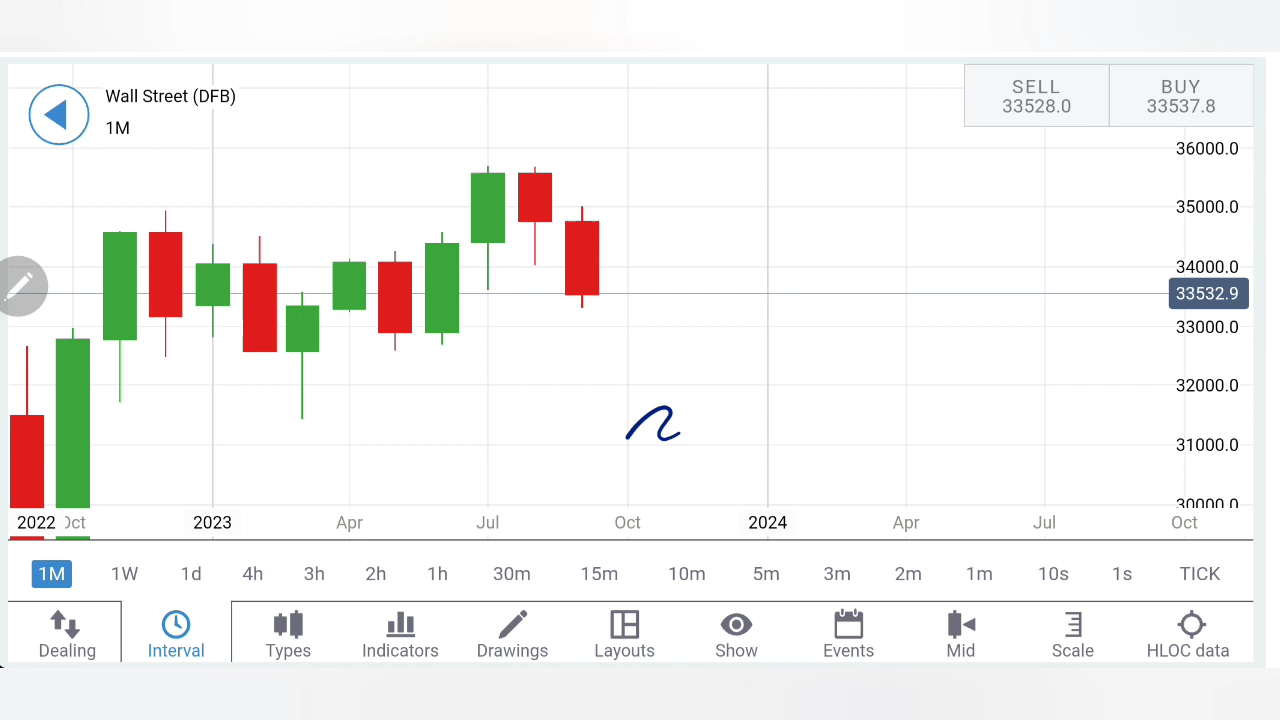 Wall Street (DFB)
1M
SELL BUY
33528.0 33537.8
36000.0
35000.0
34000.0
33532.9
33000.0
32000.0
31000.0
30000.0
2022 Oct 2023 Apr Jul Oct 2024 Apr Jul Oct
1M 1W 1d 4h 3h 2h 1h 30m 15m 10m 5m 3m 2m 1m 10s 1s TICK
Dealing Interval Types Indicators Drawings Layouts Show Events Mid Scale HLOC data